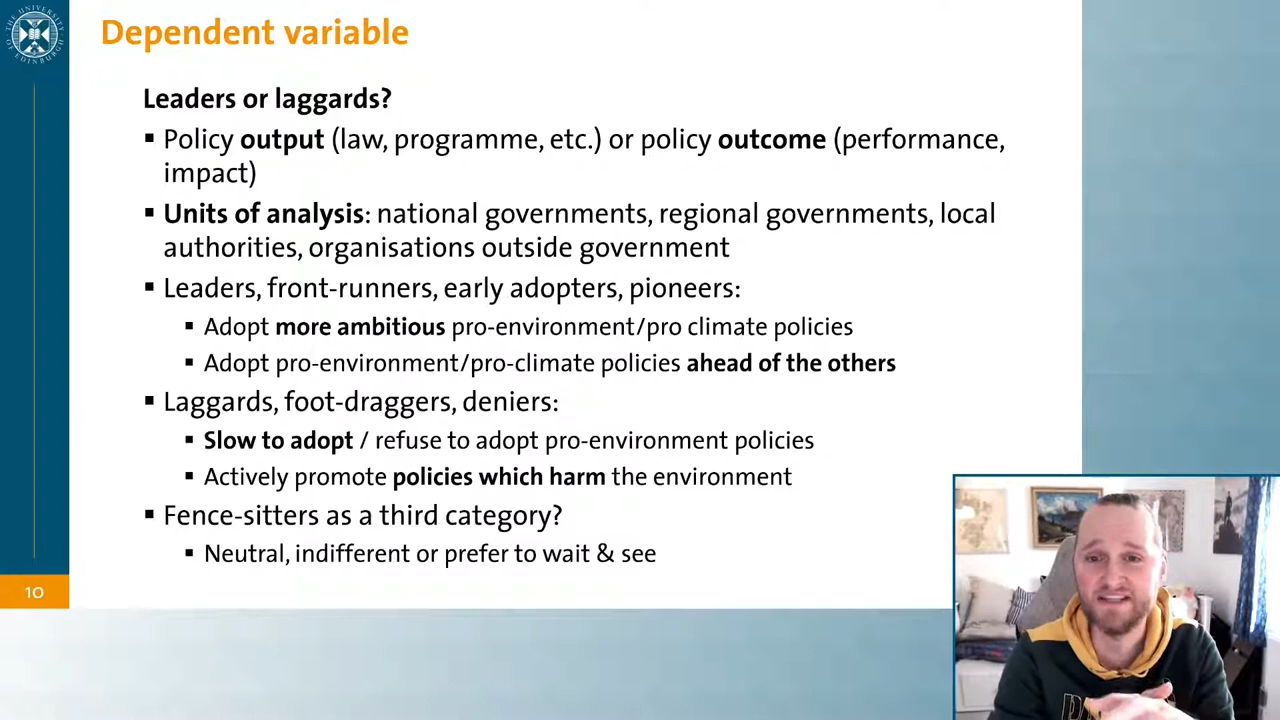 THE UNIVERSITY OF EDINBURGH
Dependent variable
Leaders or laggards?
▪ Policy output (law, programme, etc.) or policy outcome (performance,
impact)
▪ Units of analysis: national governments, regional governments, local
authorities, organisations outside government
▪ Leaders, front-runners, early adopters, pioneers:
▪ Adopt more ambitious pro-environment/pro climate policies
▪ Adopt pro-environment/pro-climate policies ahead of the others
▪ Laggards, foot-draggers, deniers:
▪ Slow to adopt / refuse to adopt pro-environment policies
▪ Actively promote policies which harm the environment
▪ Fence-sitters as a third category?
▪ Neutral, indifferent or prefer to wait & see
10